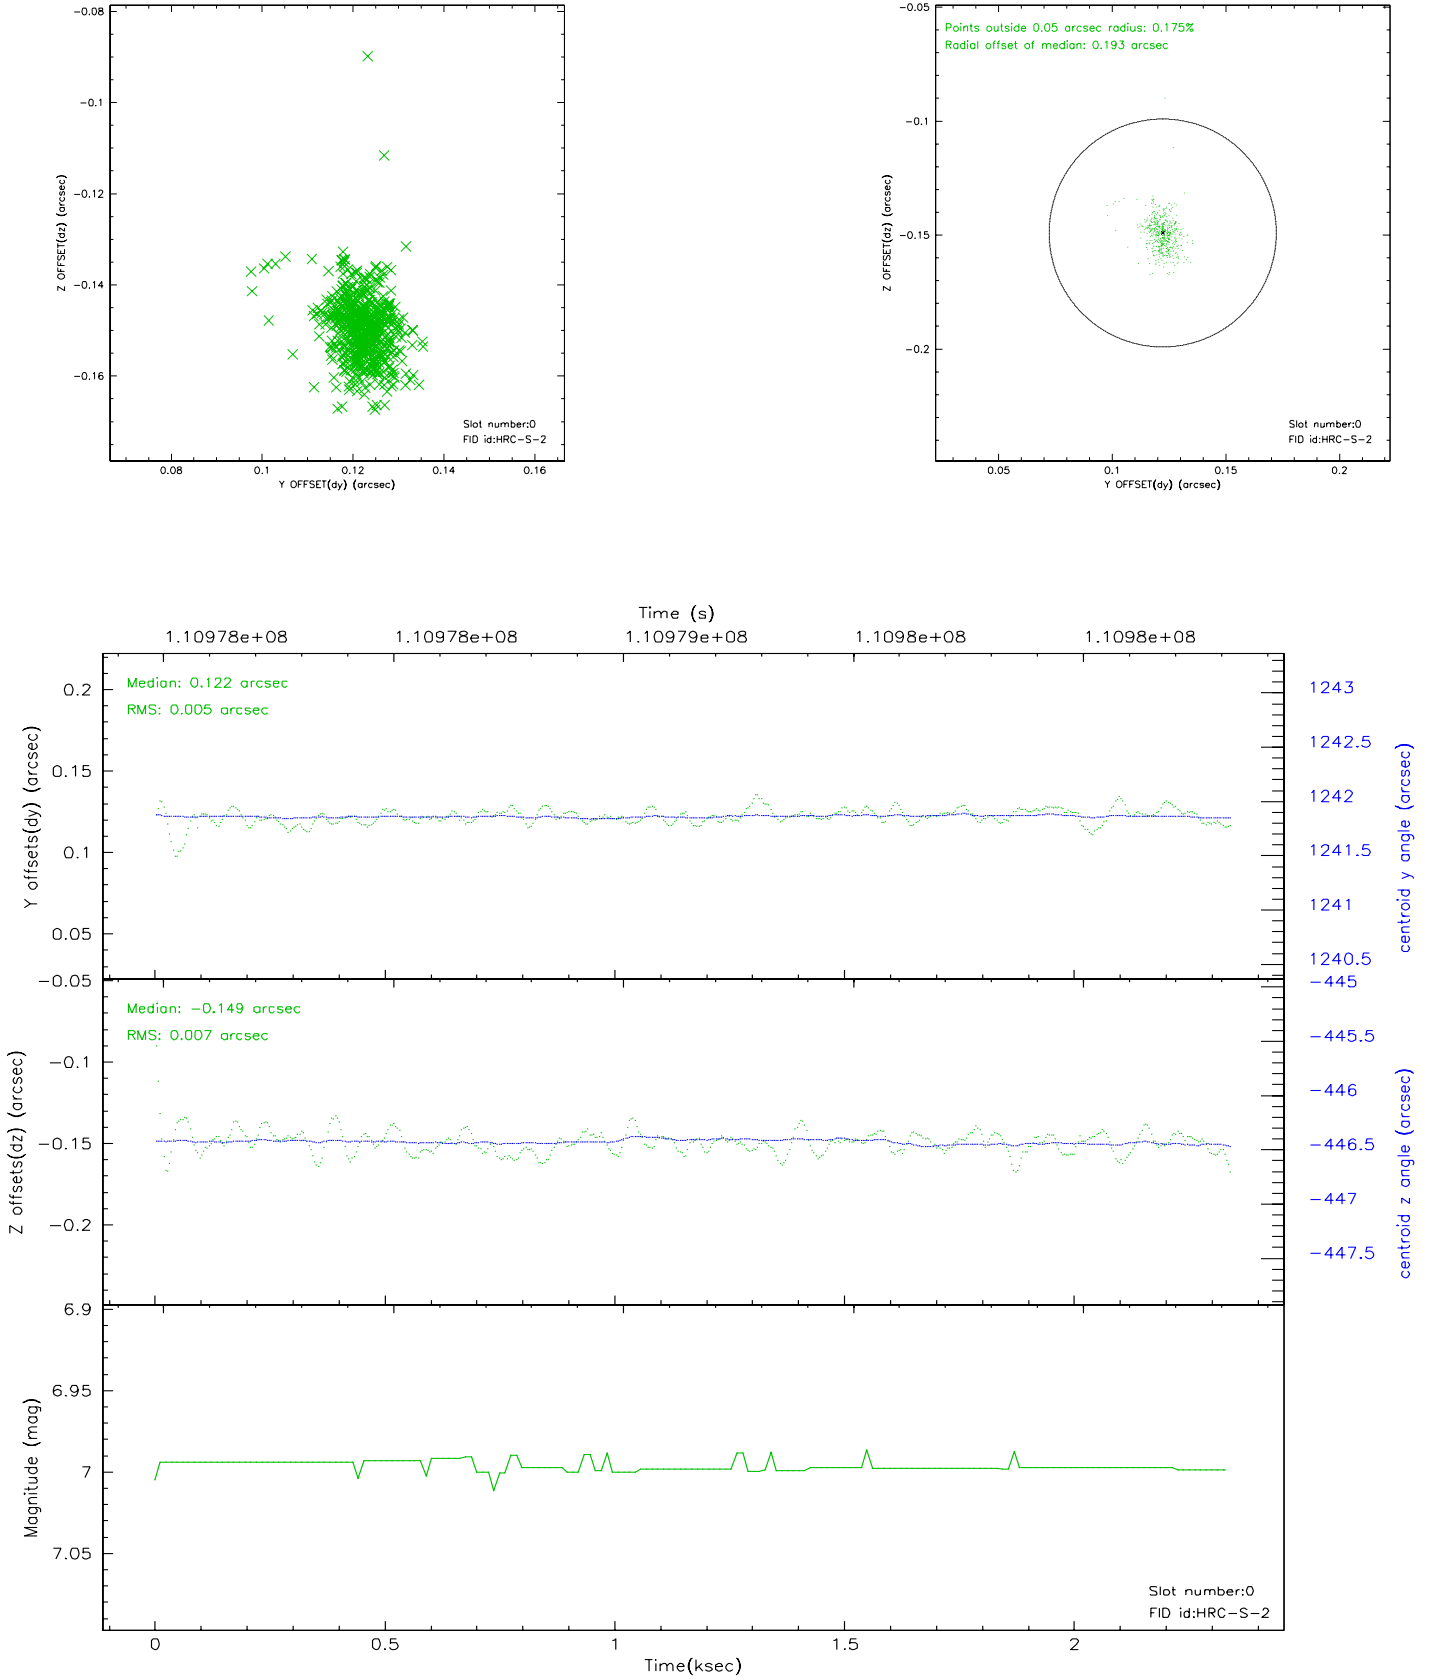 -0.08
-0.1
-0.12
-0.14
-0.16
Z OFFSET(dz) (arcsec)
0.08 0.1 0.12 0.14 0.16
Y OFFSET(dy) (arcsec)
Slot number:0
FID id:HRC-S-2
Points outside 0.05 arcsec radius: 0.175%
Radial offset of median: 0.193 arcsec
-0.05
-0.1
-0.15
-0.2
Z OFFSET(dz) (arcsec)
0.05 0.1 0.15 0.2
Y OFFSET(dy) (arcsec)
Slot number:0
FID id:HRC-S-2
Time (s)
1.10978e+08 1.10978e+08 1.10979e+08 1.1098e+08 1.1098e+08
Median: 0.122 arcsec
RMS: 0.005 arcsec
0.2
0.15
0.1
0.05
Y offsets(dy) (arcsec)
1243
1242.5
1242
1241.5
1241
1240.5
centroid y angle (arcsec)
Median: -0.149 arcsec
RMS: 0.007 arcsec
-0.05
-0.1
-0.15
-0.2
Z offsets(dz) (arcsec)
-445
-445.5
-446
-446.5
-447
-447.5
centroid z angle (arcsec)
6.9
6.95
7
7.05
Magnitude (mag)
Slot number:0
FID id:HRC-S-2
0 0.5 1 1.5 2
Time(ksec)